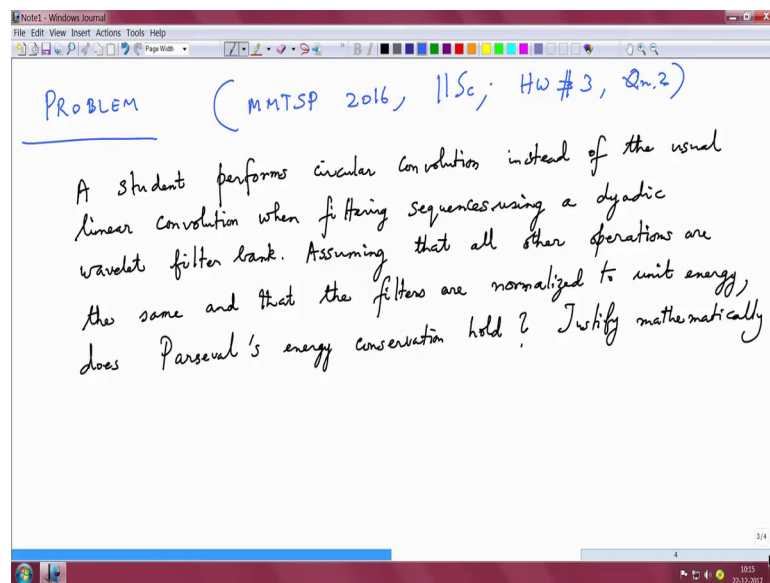 Note1 - Windows Journal
File Edit View Insert Actions Tools Help
Page Width
B I
PROBLEM (MMTSP 2016, IISc; HW #3, Qn.2)
A student performs circular convolution instead of the usual
linear convolution when filtering sequences using a dyadic
wavelet filter bank. Assuming that all other operations are
the same and that the filters are normalized to unit energy,
does Parseval's energy conservation hold? Justify mathematically
3/4
4
10:15
22-12-2017